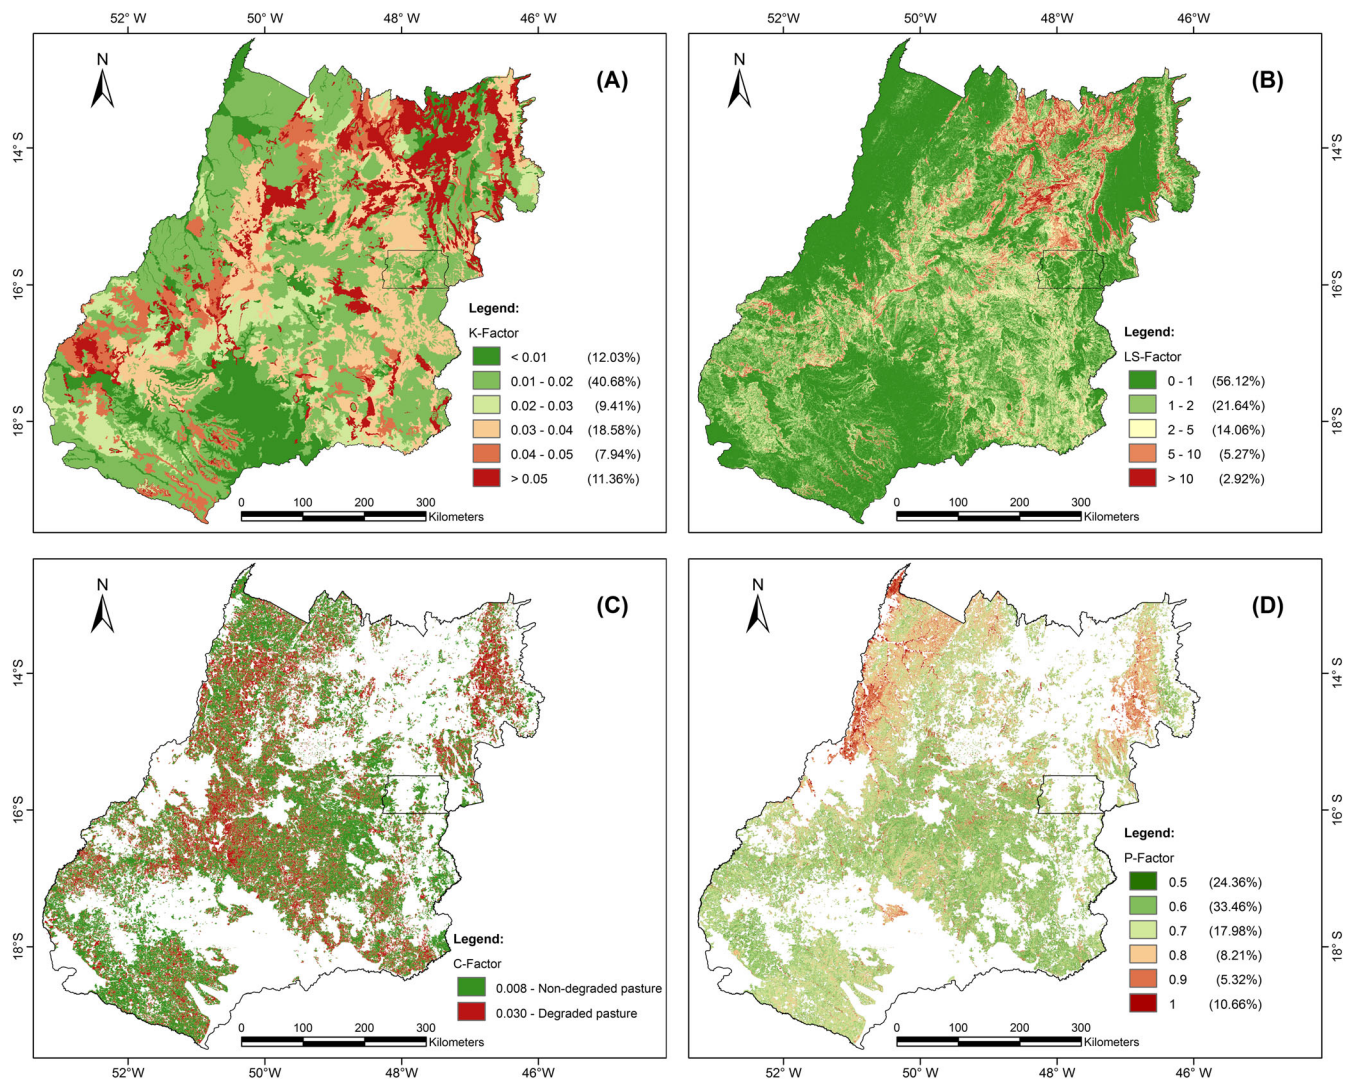 52°W 50°W 48°W 46°W
52°W 50°W 48°W 46°W
N
(A)
14°S
16°S
18°S
Legend:
K-Factor
< 0.01 (12.03%)
0.01 - 0.02 (40.68%)
0.02 - 0.03 (9.41%)
0.03 - 0.04 (18.58%)
0.04 - 0.05 (7.94%)
> 0.05 (11.36%)
0 100 200 300
Kilometers
N
(B)
14°S
16°S
18°S
Legend:
LS-Factor
0 - 1 (56.12%)
1 - 2 (21.64%)
2 - 5 (14.06%)
5 - 10 (5.27%)
> 10 (2.92%)
0 100 200 300
Kilometers
N
(C)
14°S
16°S
18°S
Legend:
C-Factor
0.008 - Non-degraded pasture
0.030 - Degraded pasture
0 100 200 300
Kilometers
N
(D)
14°S
16°S
18°S
Legend:
P-Factor
0.5 (24.36%)
0.6 (33.46%)
0.7 (17.98%)
0.8 (8.21%)
0.9 (5.32%)
1 (10.66%)
0 100 200 300
Kilometers
52°W 50°W 48°W 46°W
52°W 50°W 48°W 46°W